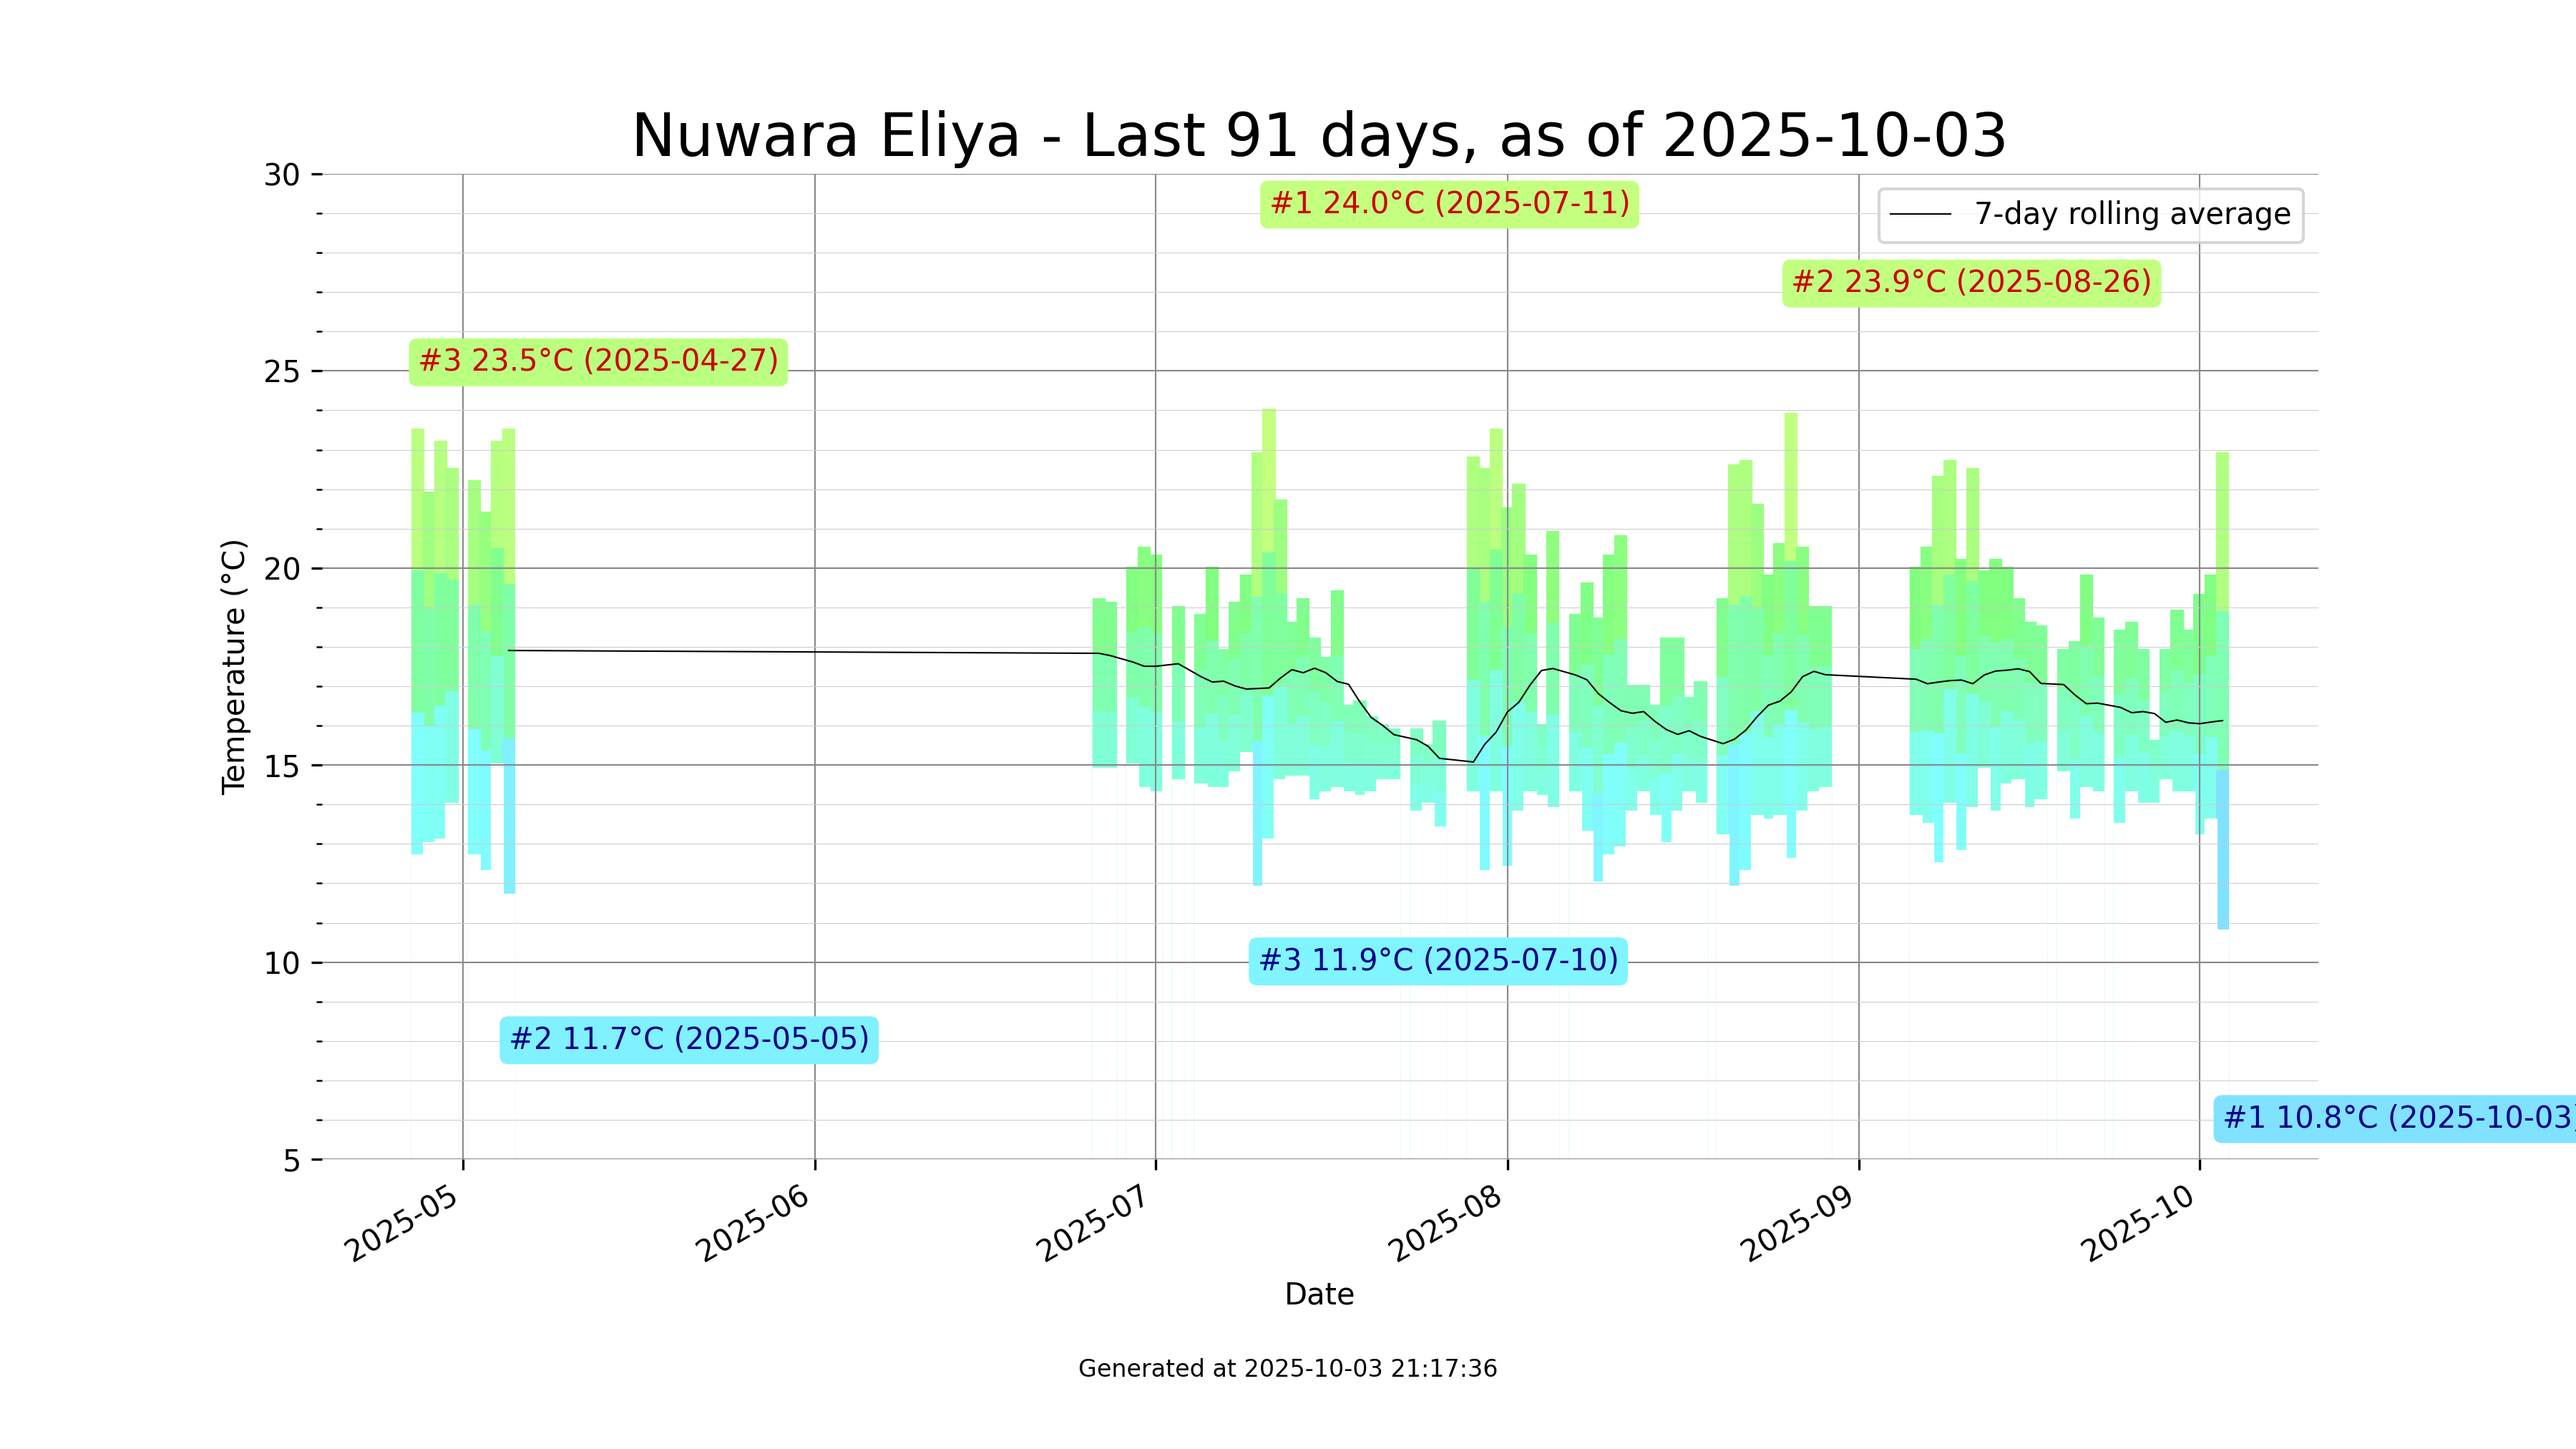 Nuwara Eliya - Last 91 days, as of 2025-10-03
30
#1 24.0°C (2025-07-11)
7-day rolling average
#2 23.9°C (2025-08-26)
#3 23.5°C (2025-04-27)
25
20
Temperature (°C)
15
#3 11.9°C (2025-07-10)
10
#2 11.7°C (2025-05-05)
#1 10.8°C (2025-10-03)
5
2025-05
2025-06
2025-07
2025-08
2025-09
2025-10
Date
Generated at 2025-10-03 21:17:36